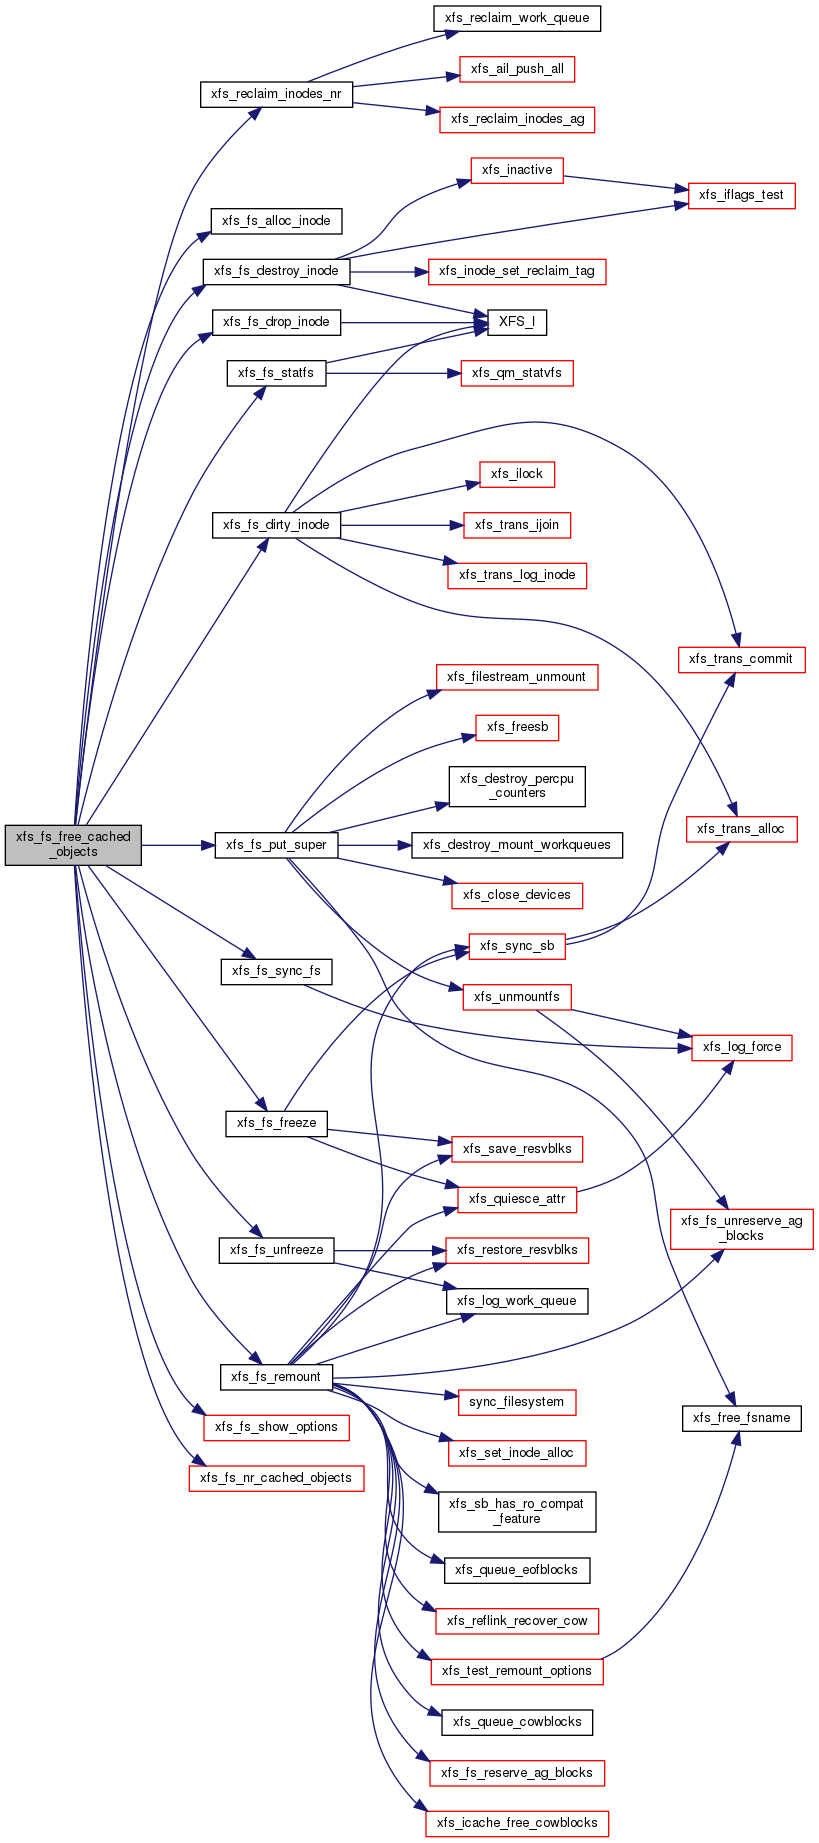 xfs_reclaim_work_queue
xfs_ail_push_all
xfs_reclaim_inodes_nr
xfs_reclaim_inodes_ag
xfs_inactive
xfs_iflags_test
xfs_fs_alloc_inode
xfs_fs_destroy_inode
xfs_inode_set_reclaim_tag
xfs_fs_drop_inode
XFS_I
xfs_fs_statfs
xfs_qm_statvfs
xfs_ilock
xfs_fs_dirty_inode
xfs_trans_ijoin
xfs_trans_log_inode
xfs_trans_commit
xfs_filestream_unmount
xfs_freesb
xfs_destroy_percpu
_counters
xfs_trans_alloc
xfs_fs_free_cached
_objects
xfs_fs_put_super
xfs_destroy_mount_workqueues
xfs_close_devices
xfs_sync_sb
xfs_fs_sync_fs
xfs_unmountfs
xfs_log_force
xfs_fs_freeze
xfs_save_resvblks
xfs_quiesce_attr
xfs_fs_unreserve_ag
_blocks
xfs_fs_unfreeze
xfs_restore_resvblks
xfs_log_work_queue
xfs_fs_remount
sync_filesystem
xfs_free_fsname
xfs_fs_show_options
xfs_set_inode_alloc
xfs_fs_nr_cached_objects
xfs_sb_has_ro_compat
_feature
xfs_queue_eofblocks
xfs_reflink_recover_cow
xfs_test_remount_options
xfs_queue_cowblocks
xfs_fs_reserve_ag_blocks
xfs_icache_free_cowblocks